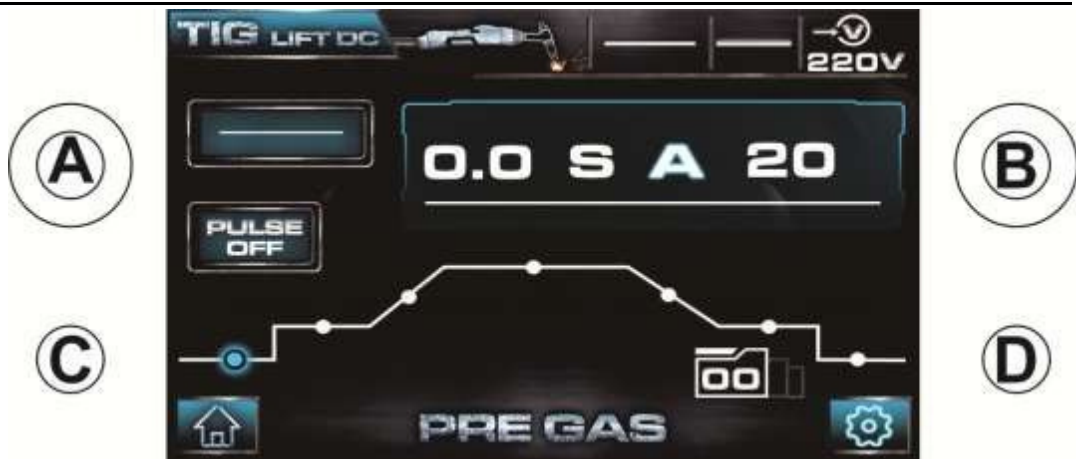 TIG LIFT DC
220V
A
0.0 S A 20
B
PULSE
OFF
C
00
D
PRE GAS